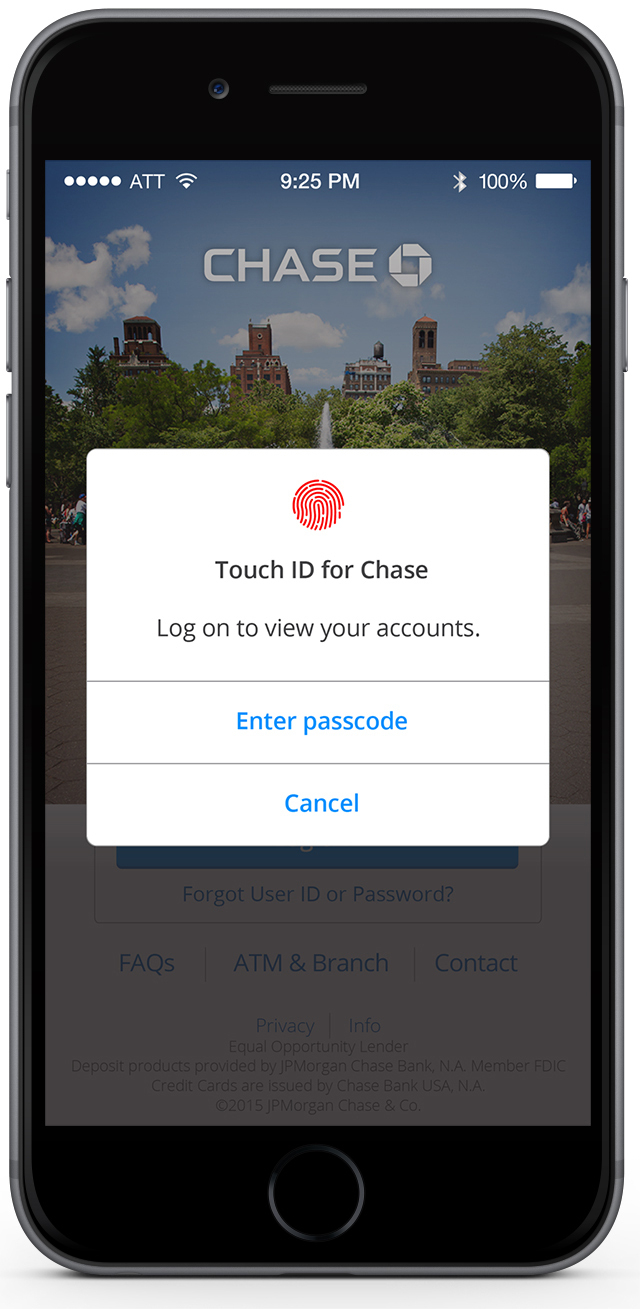 ATT 9:25 PM 100%
CHASE
Touch ID for Chase
Log on to view your accounts.
Enter passcode
Cancel
Forgot User ID or Password?
FAQs ATM & Branch Contact
Privacy Info
Equal Opportunity Lender
Deposit products provided by JPMorgan Chase Bank, N.A. Member FDIC
Credit Cards are issued by Chase Bank USA, N.A.
©2015 JPMorgan Chase & Co.